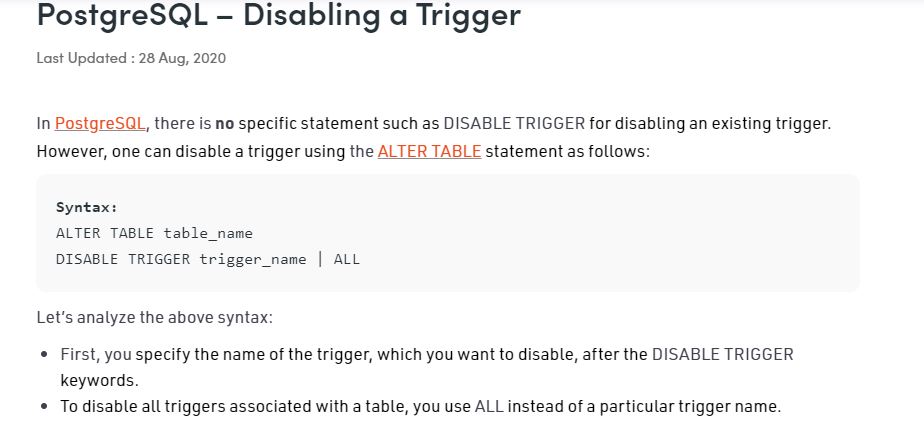 PostgreSQL – Disabling a Trigger
Last Updated : 28 Aug, 2020
In PostgreSQL, there is no specific statement such as DISABLE TRIGGER for disabling an existing trigger.
However, one can disable a trigger using the ALTER TABLE statement as follows:
Syntax:
ALTER TABLE table_name
DISABLE TRIGGER trigger_name | ALL
Let's analyze the above syntax:
• First, you specify the name of the trigger, which you want to disable, after the DISABLE TRIGGER
keywords.
• To disable all triggers associated with a table, you use ALL instead of a particular trigger name.